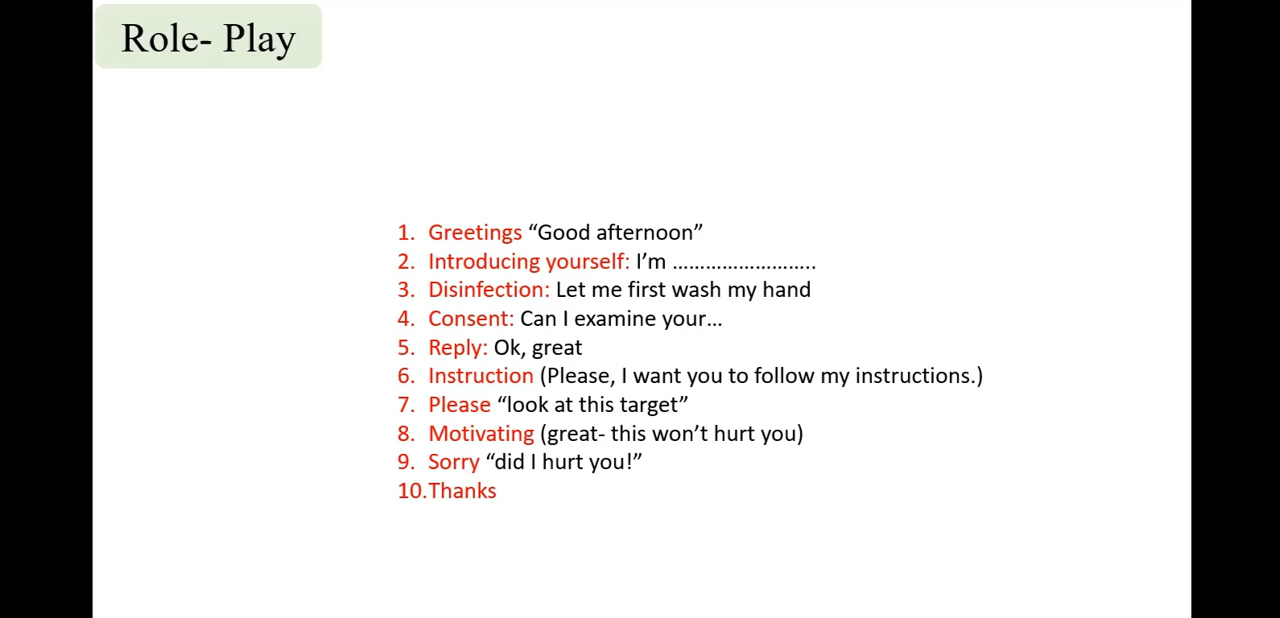 Role- Play
1. Greetings “Good afternoon”
2. Introducing yourself: I’m ……………………..
3. Disinfection: Let me first wash my hand
4. Consent: Can I examine your…
5. Reply: Ok, great
6. Instruction (Please, I want you to follow my instructions.)
7. Please “look at this target”
8. Motivating (great- this won’t hurt you)
9. Sorry “did I hurt you!”
10.Thanks